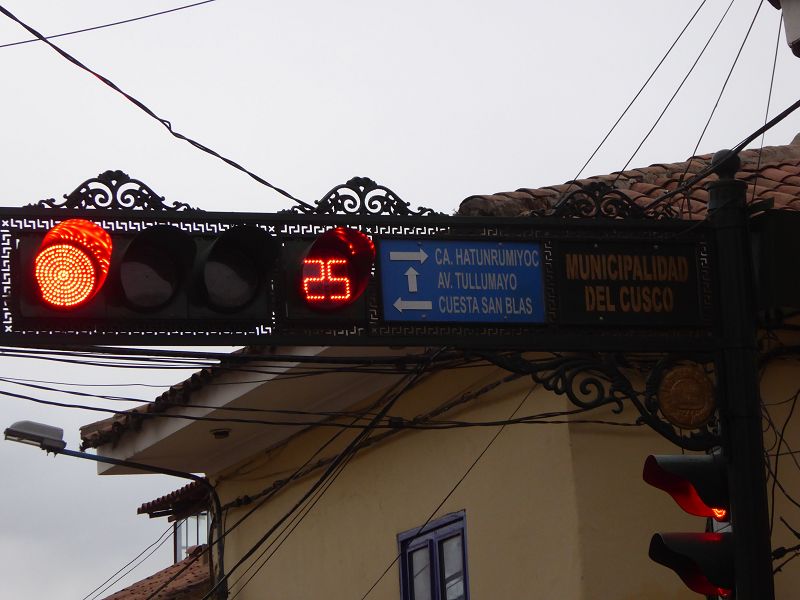 25
CA. HATUNRUMIYOC
AV. TULLUMAYO
CUESTA SAN BLAS
MUNICIPALIDAD
DEL CUSCO